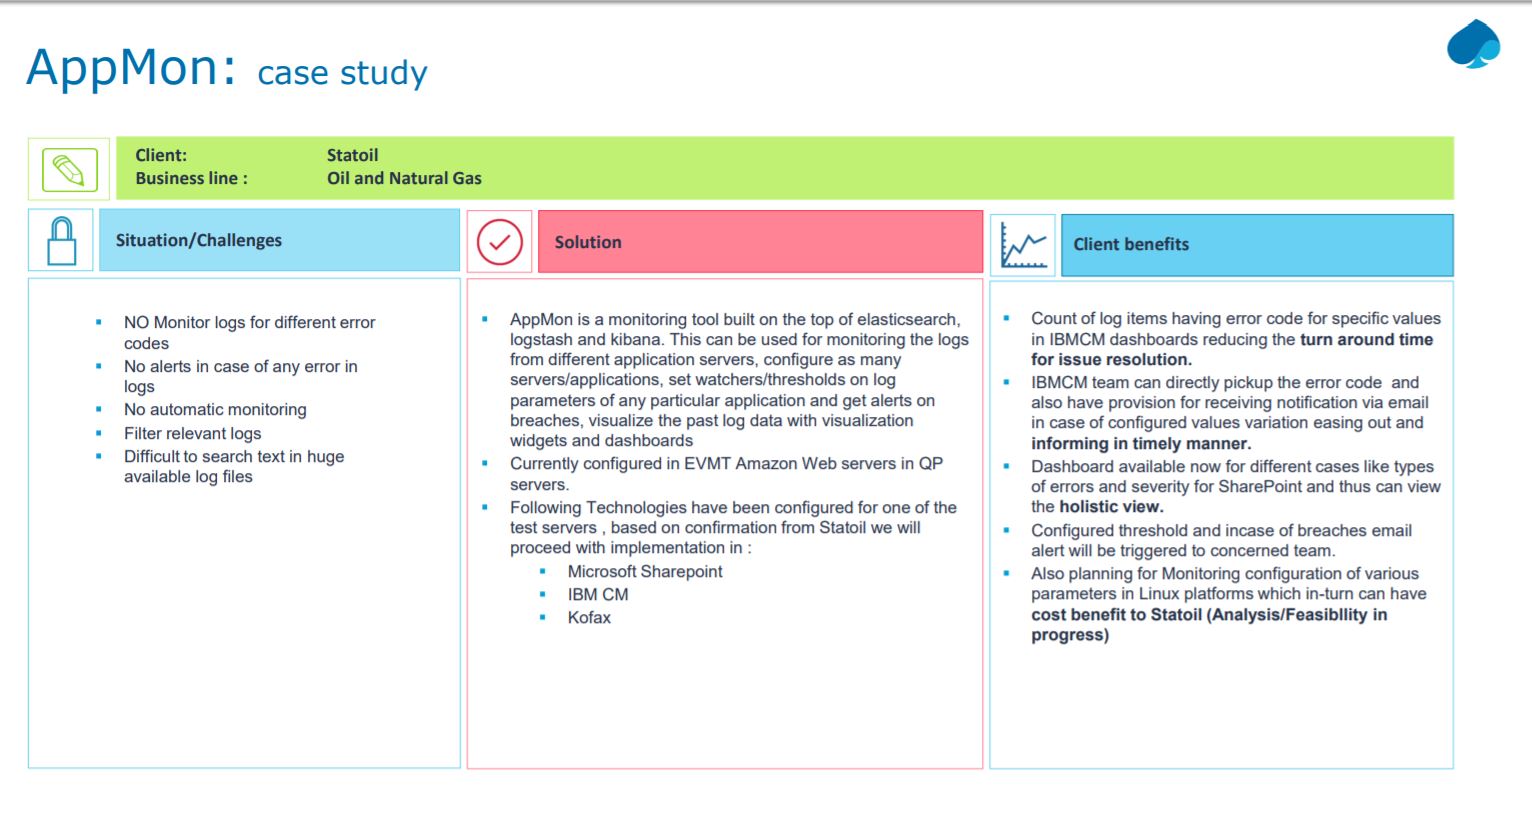 AppMon: case study
Client: Statoil
Business line : Oil and Natural Gas
Situation/Challenges
NO Monitor logs for different error
codes
No alerts in case of any error in
logs
No automatic monitoring
Filter relevant logs
Difficult to search text in huge
available log files
Solution
AppMon is a monitoring tool built on the top of elasticsearch,
logstash and kibana. This can be used for monitoring the logs
from different application servers, configure as many
servers/applications, set watchers/thresholds on log
parameters of any particular application and get alerts on
breaches, visualize the past log data with visualization
widgets and dashboards
Currently configured in EVMT Amazon Web servers in QP
servers.
Following Technologies have been configured for one of the
test servers , based on confirmation from Statoil we will
proceed with implementation in :
Microsoft Sharepoint
IBM CM
Kofax
Client benefits
Count of log items having error code for specific values
in IBMCM dashboards reducing the turn around time
for issue resolution.
IBMCM team can directly pickup the error code and
also have provision for receiving notification via email
in case of configured values variation easing out and
informing in timely manner.
Dashboard available now for different cases like types
of errors and severity for SharePoint and thus can view
the holistic view.
Configured threshold and incase of breaches email
alert will be triggered to concerned team.
Also planning for Monitoring configuration of various
parameters in Linux platforms which in-turn can have
cost benefit to Statoil (Analysis/Feasibllity in
progress)